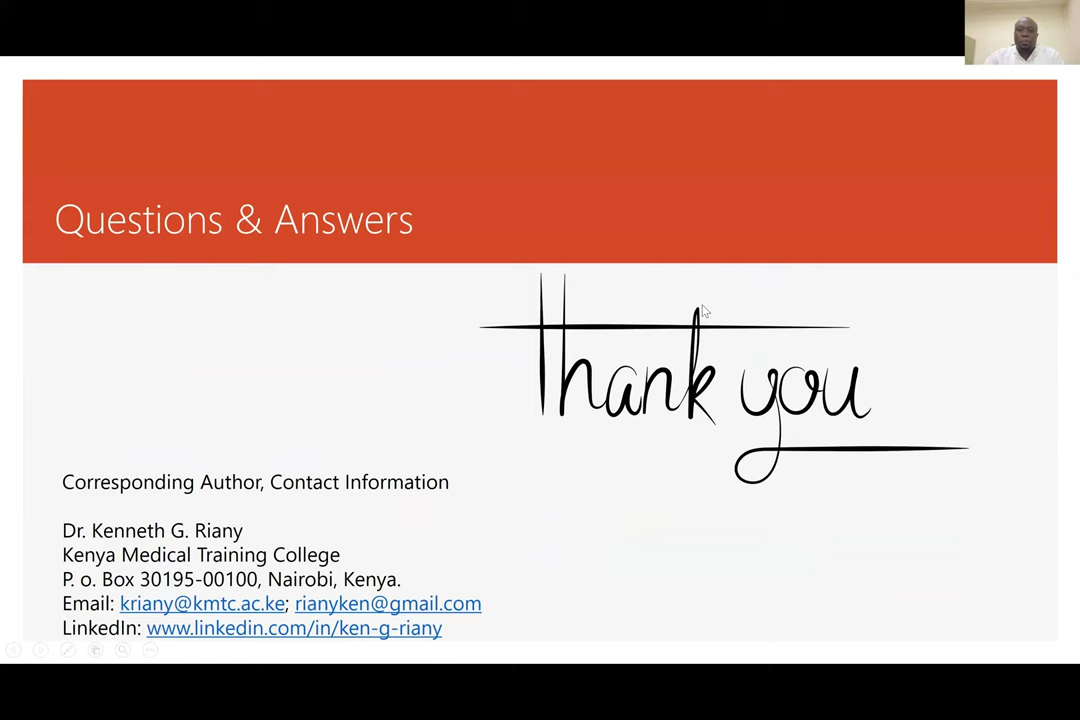 Questions & Answers
Thank you
Corresponding Author, Contact Information
Dr. Kenneth G. Riany
Kenya Medical Training College
P. o. Box 30195-00100, Nairobi, Kenya.
Email: kriany@kmtc.ac.ke; rianyken@gmail.com
LinkedIn: www.linkedin.com/in/ken-g-riany